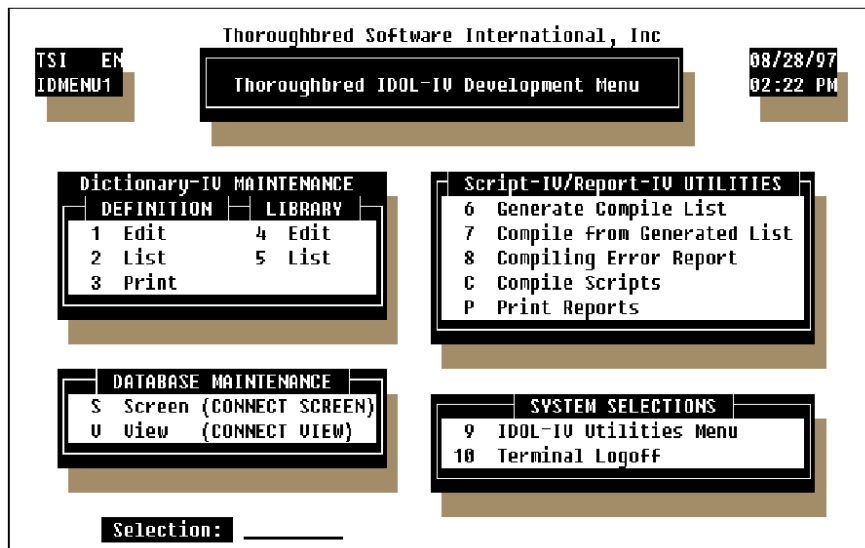 Thoroughbred Software International, Inc
TSI EN
IDMENU1
Thoroughbred IDOL-IV Development Menu
08/28/97
02:22 PM
Dictionary-IV MAINTENANCE
DEFINITION LIBRARY
1 Edit 4 Edit
2 List 5 List
3 Print
Script-IV/Report-IV UTILITIES
6 Generate Compile List
7 Compile from Generated List
8 Compiling Error Report
C Compile Scripts
P Print Reports
DATABASE MAINTENANCE
S Screen (CONNECT SCREEN)
V View (CONNECT VIEW)
SYSTEM SELECTIONS
9 IDOL-IV Utilities Menu
10 Terminal Logoff
Selection: